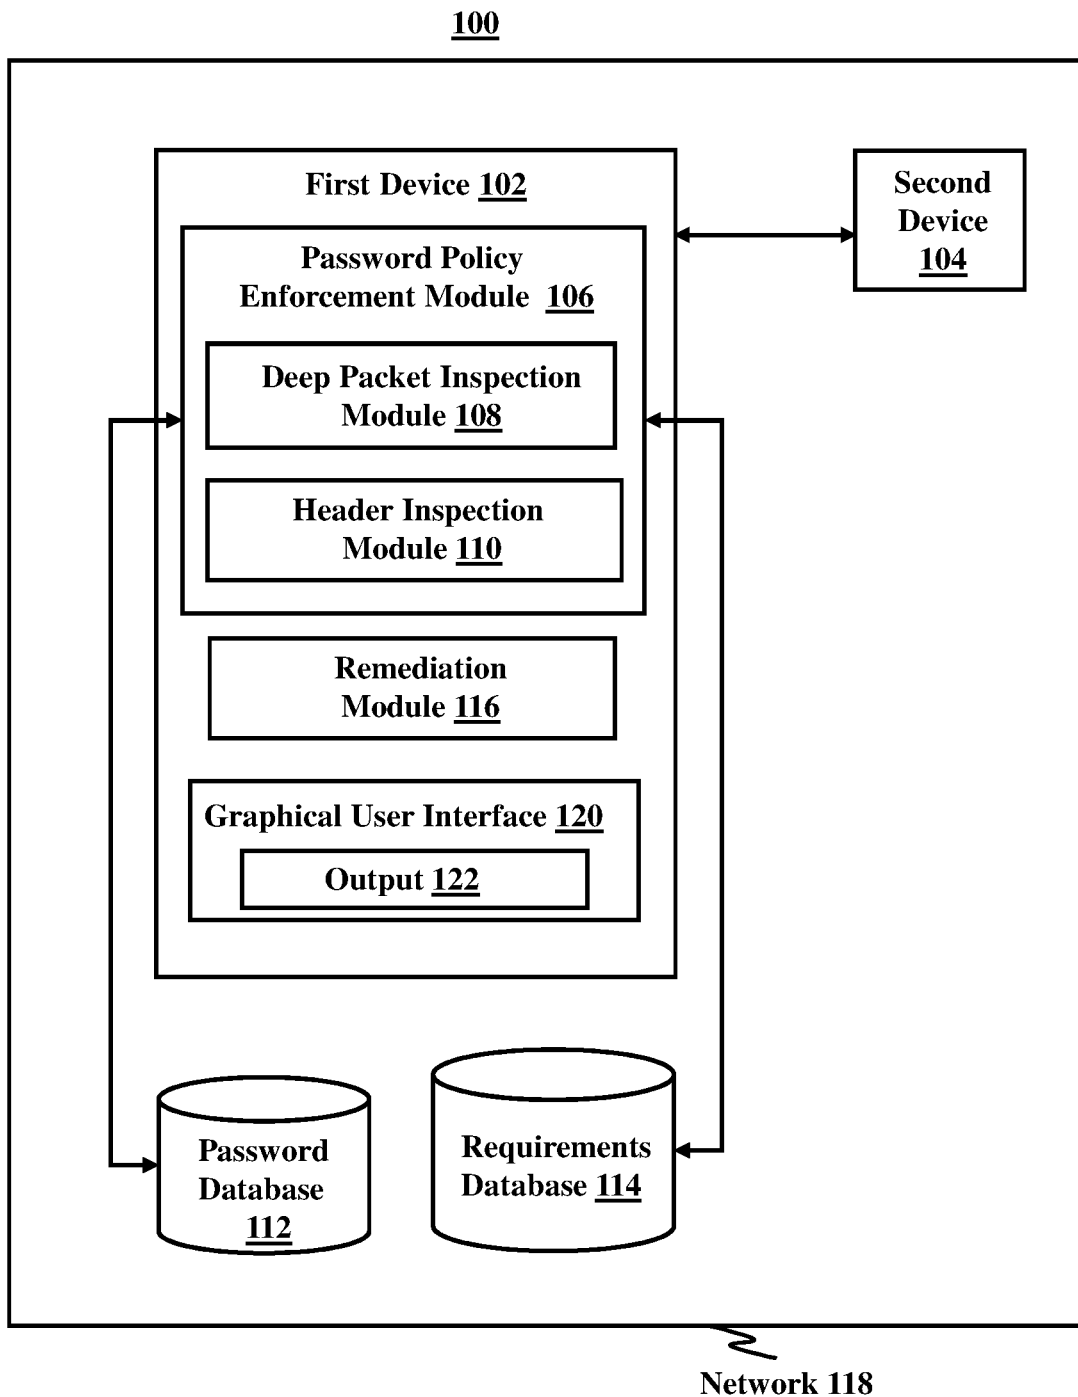 100
First Device 102
Second
Device
104
Password Policy
Enforcement Module 106
Deep Packet Inspection
Module 108
Header Inspection
Module 110
Remediation
Module 116
Graphical User Interface 120
Output 122
Password
Database
112
Requirements
Database 114
Network 118